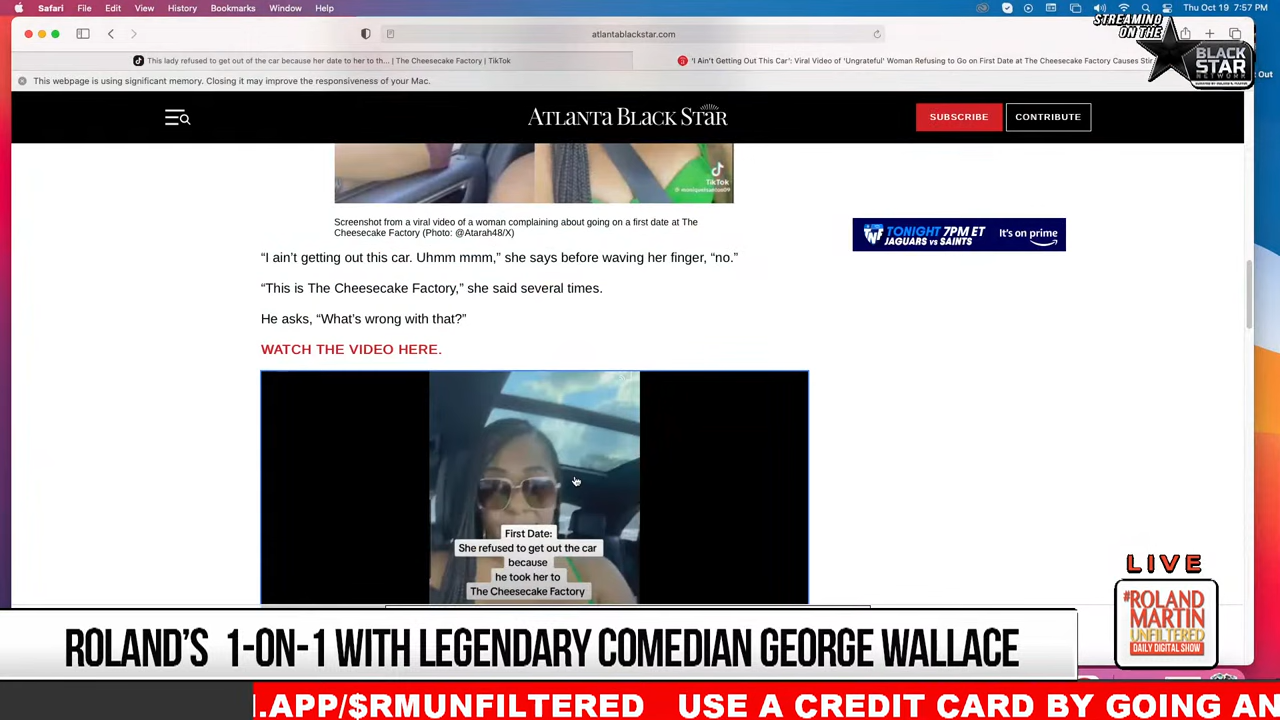 Safari File Edit View History Bookmarks Window Help
Thu Oct 19 7:57 PM
STREAMING
ON THE
BLACK
STAR
NETWORK
atlantablackstar.com
This lady refused to get out of the car because her date to her to th... | The Cheesecake Factory | TikTok
'I Ain't Getting Out This Car': Viral Video of 'Ungrateful' Woman Refusing to Go on First Date at The Cheesecake Factory Causes Stir
Out
This webpage is using significant memory. Closing it may improve the responsiveness of your Mac.
ATLANTA BLACK STAR
SUBSCRIBE
CONTRIBUTE
TikTok
Screenshot from a viral video of a woman complaining about going on a first date at The
Cheesecake Factory (Photo: @Atarah48/X)
TONIGHT 7PM ET
JAGUARS vs SAINTS
It's on prime
“I ain’t getting out this car. Uhmm mmm,” she says before waving her finger, “no.”
“This is The Cheesecake Factory,” she said several times.
He asks, “What’s wrong with that?”
WATCH THE VIDEO HERE.
First Date:
She refused to get out the car
because
he took her to
The Cheesecake Factory
LIVE
#ROLAND
MARTIN
UNFILTERED
DAILY DIGITAL SHOW
ROLAND'S 1-ON-1 WITH LEGENDARY COMEDIAN GEORGE WALLACE
.APP/$RMUNFILTERED USE A CREDIT CARD BY GOING AN